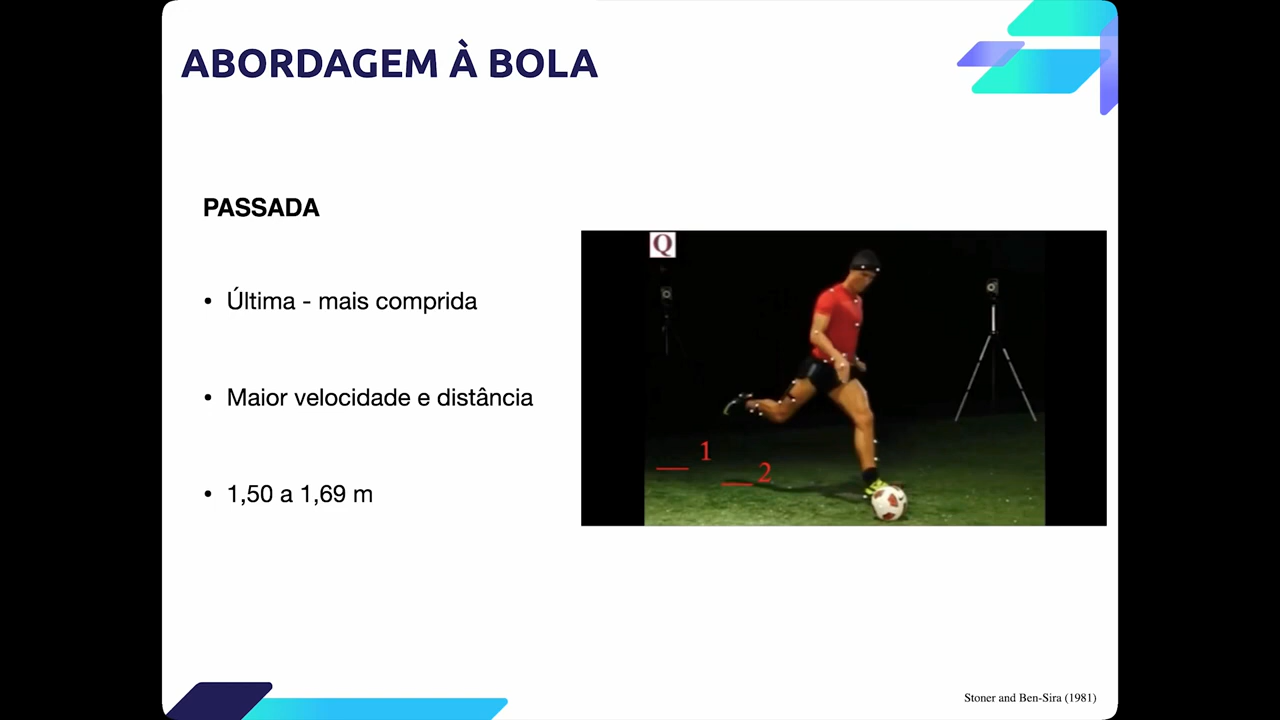 ABORDAGEM À BOLA
PASSADA
• Última - mais comprida
• Maior velocidade e distância
• 1,50 a 1,69 m
Q
1
2
Stoner and Ben-Sira (1981)